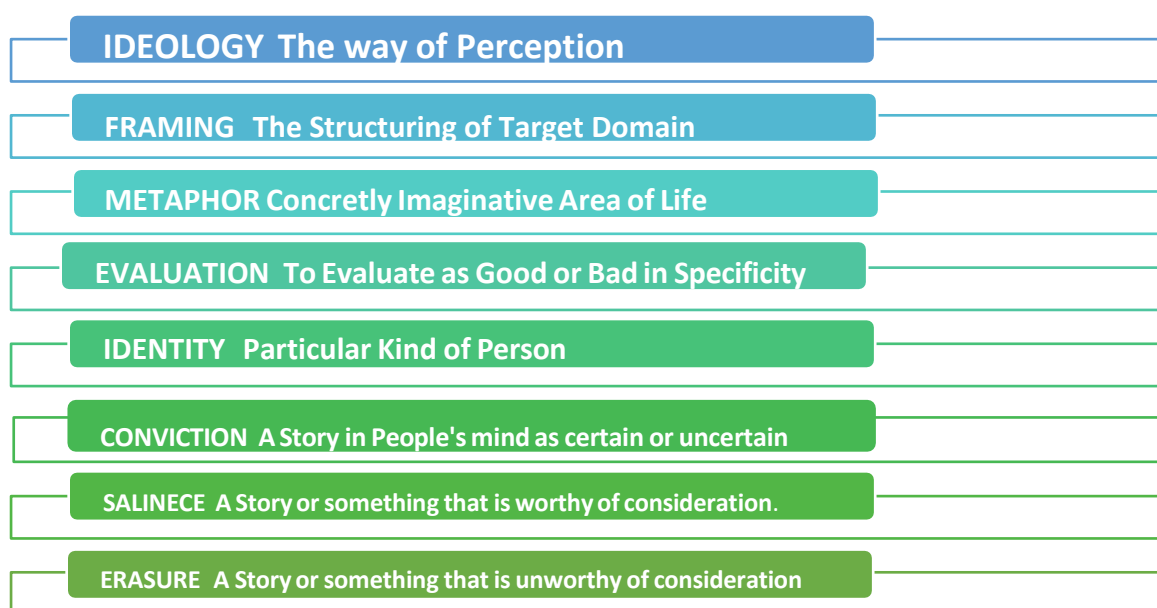 IDEOLOGY The way of Perception
FRAMING The Structuring of Target Domain
METAPHOR Concretly Imaginative Area of Life
EVALUATION To Evaluate as Good or Bad in Specificity
IDENTITY Particular Kind of Person
CONVICTION A Story in People's mind as certain or uncertain
SALINECE A Story or something that is worthy of consideration.
ERASURE A Story or something that is unworthy of consideration